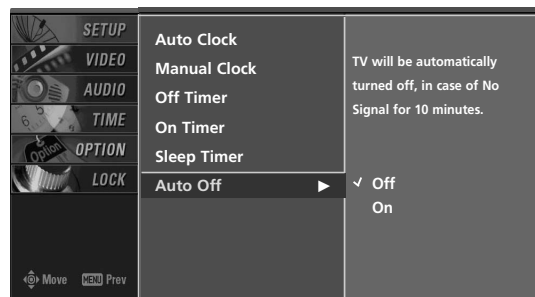 SETUP
VIDEO
AUDIO
TIME
OPTION
LOCK
Move MENU Prev
Auto Clock
Manual Clock
Off Timer
On Timer
Sleep Timer
Auto Off
TV will be automatically
turned off, in case of No
Signal for 10 minutes.
Off
On